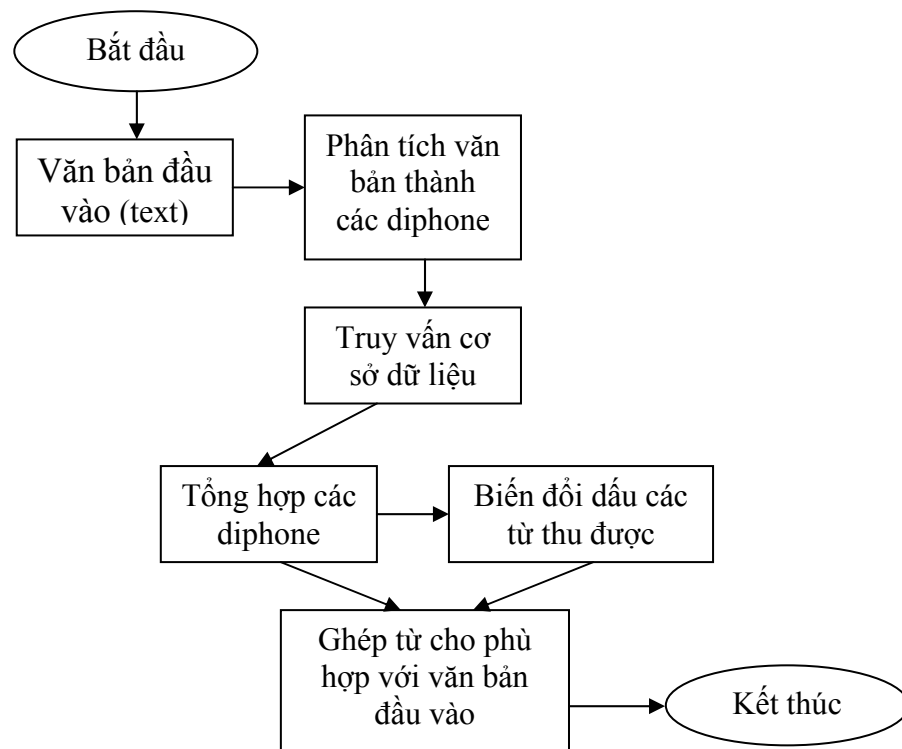 Bắt đầu
Văn bản đầu
vào (text)
Phân tích văn
bản thành
các diphone
Truy vấn cơ
sở dữ liệu
Tổng hợp các
diphone
Biến đổi dấu các
từ thu được
Ghép từ cho phù
hợp với văn bản
đầu vào
Kết thúc